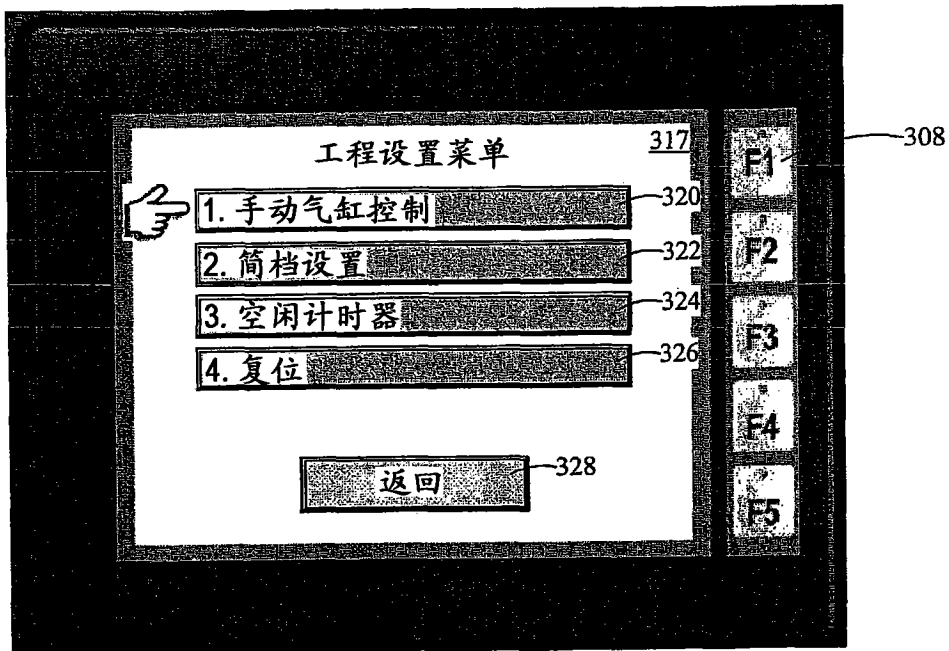 工程设置菜单 317
1. 手动气缸控制 320
2. 简档设置 322
3. 空闲计时器 324
4. 复位 326
返回 328
F1 308
F2
F3
F4
F5